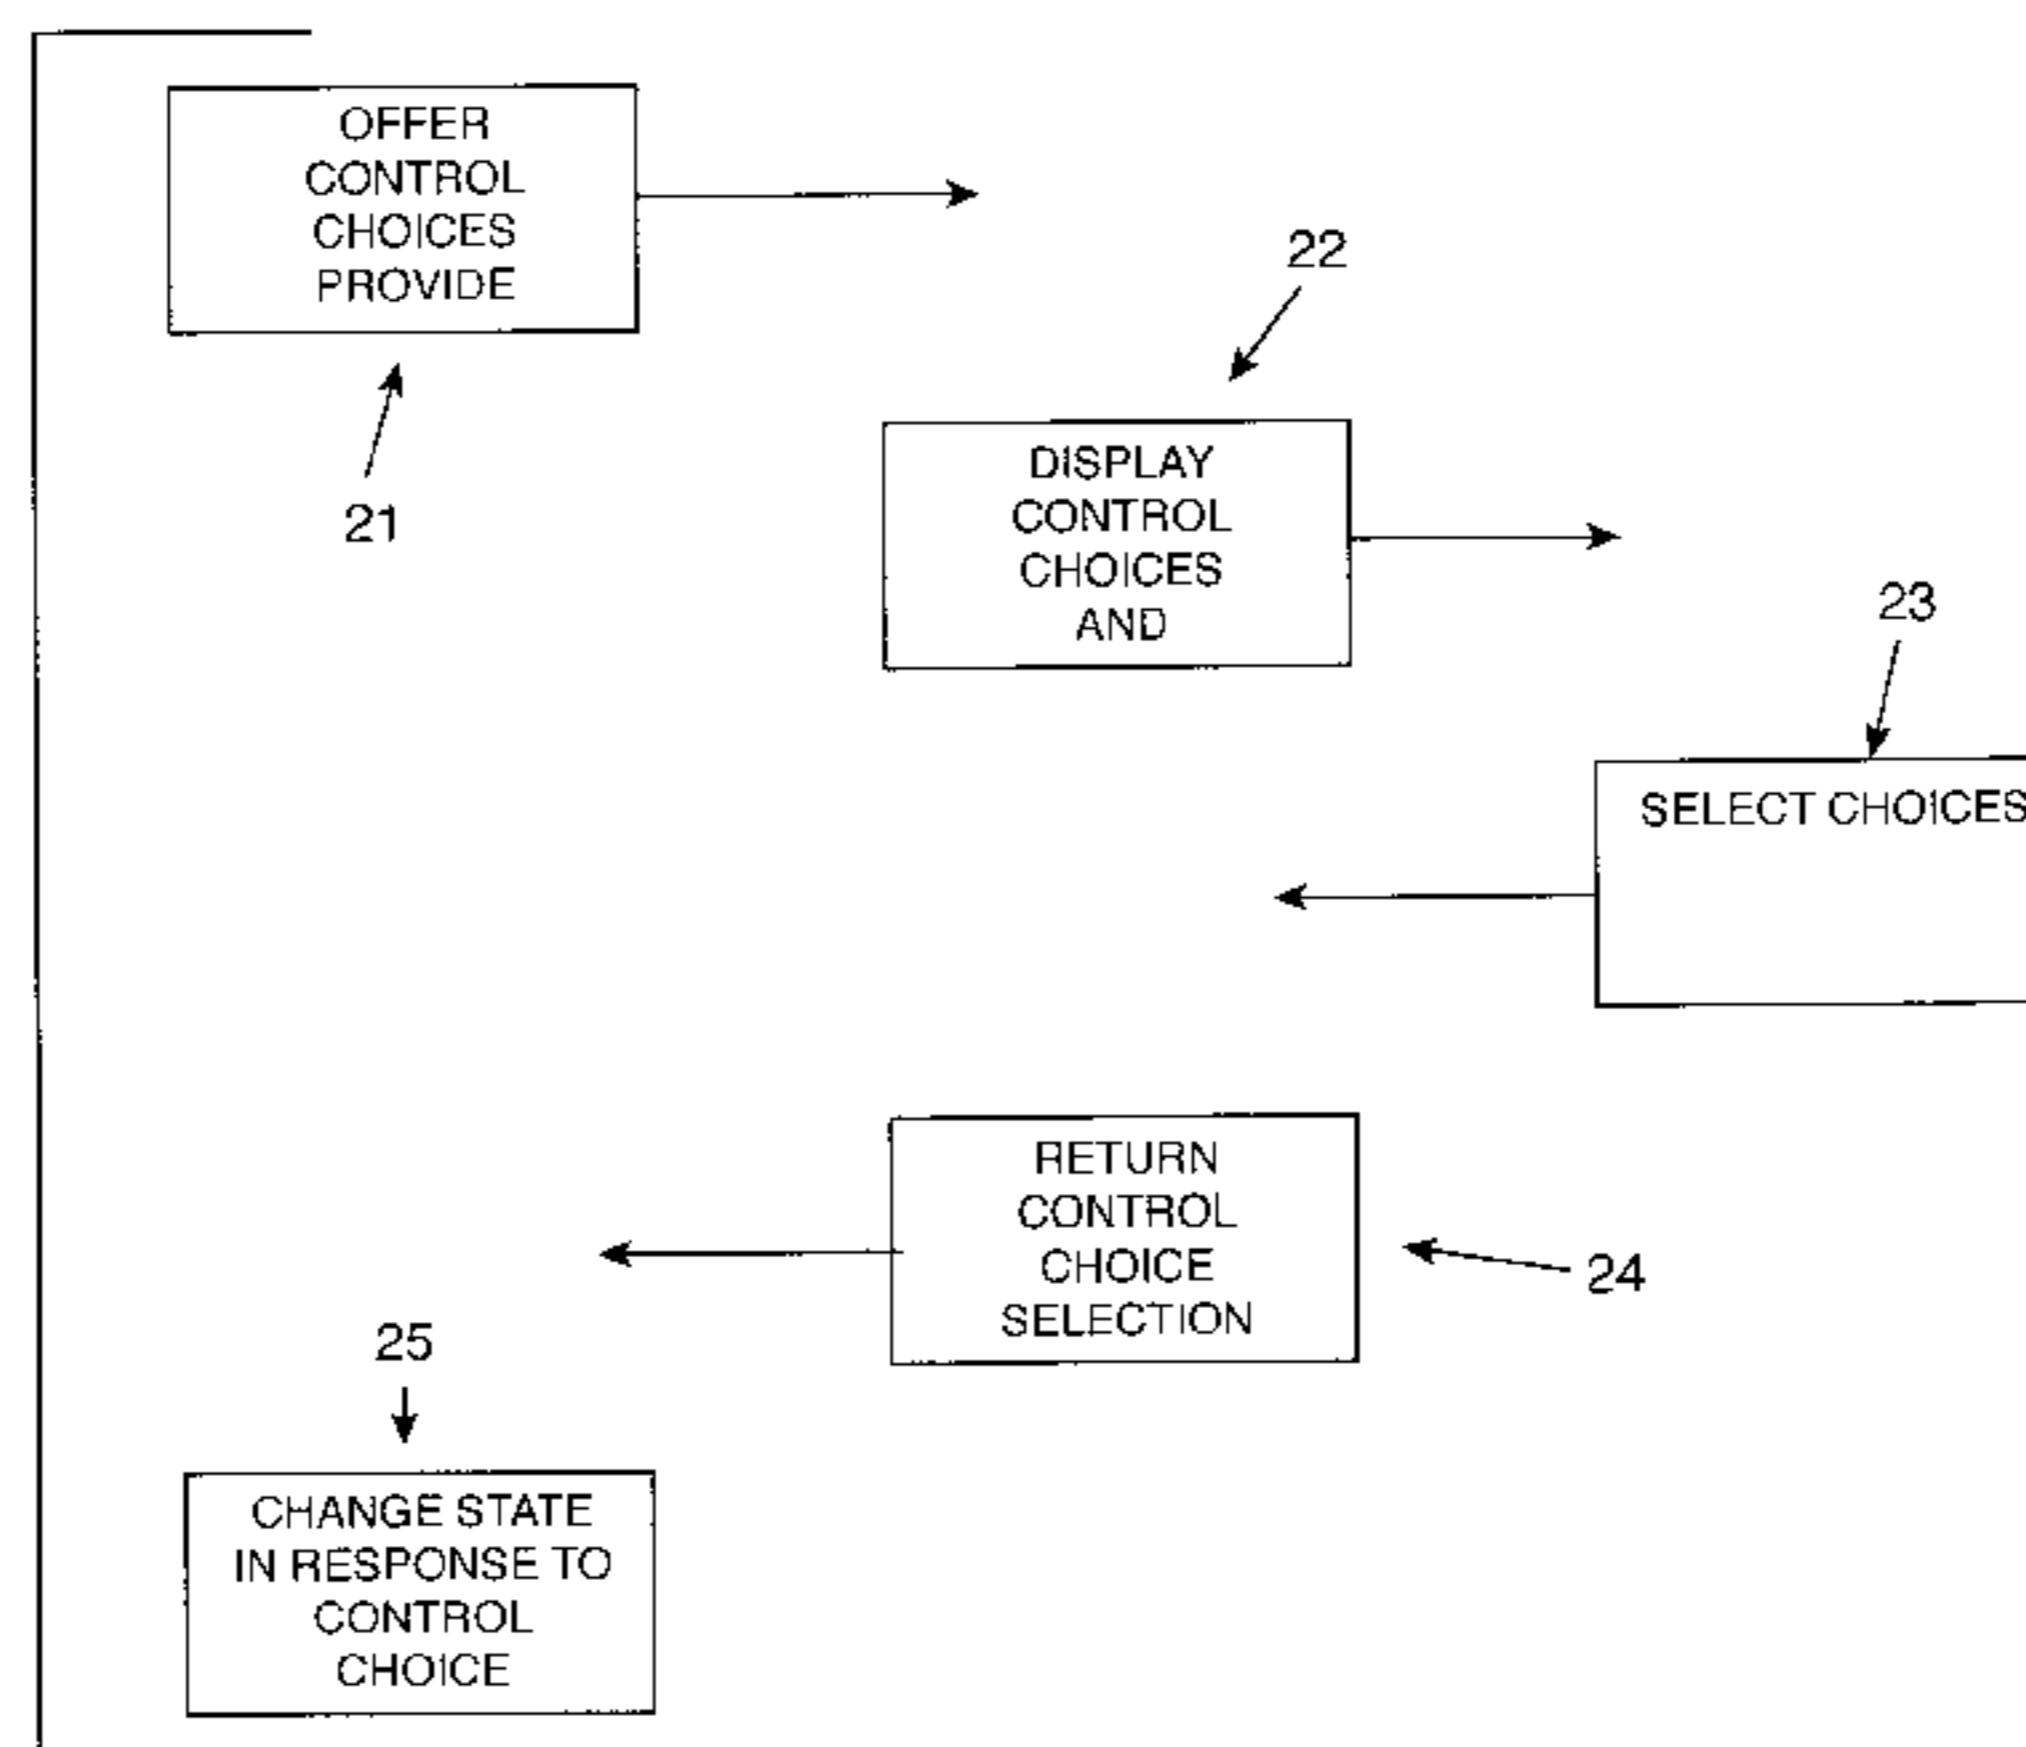 OFFER
CONTROL
CHOICES
PROVIDE
21
22
DISPLAY
CONTROL
CHOICES
AND
23
SELECT CHOICES
RETURN
CONTROL
CHOICE
SELECTION
24
25
CHANGE STATE
IN RESPONSE TO
CONTROL
CHOICE